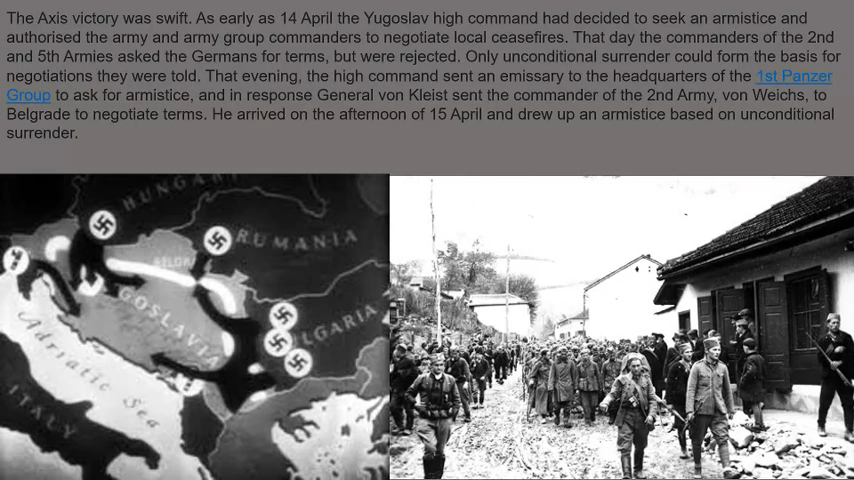 The Axis victory was swift. As early as 14 April the Yugoslav high command had decided to seek an armistice and
authorised the army and army group commanders to negotiate local ceasefires. That day the commanders of the 2nd
and 5th Armies asked the Germans for terms, but were rejected. Only unconditional surrender could form the basis for
negotiations they were told. That evening, the high command sent an emissary to the headquarters of the 1st Panzer
Group to ask for armistice, and in response General von Kleist sent the commander of the 2nd Army, von Weichs, to
Belgrade to negotiate terms. He arrived on the afternoon of 15 April and drew up an armistice based on unconditional
surrender.
HUNGAR
RUMANIA
BELGR
GOSLAVIA
LGARIA
Adriatic Sea
ITALY